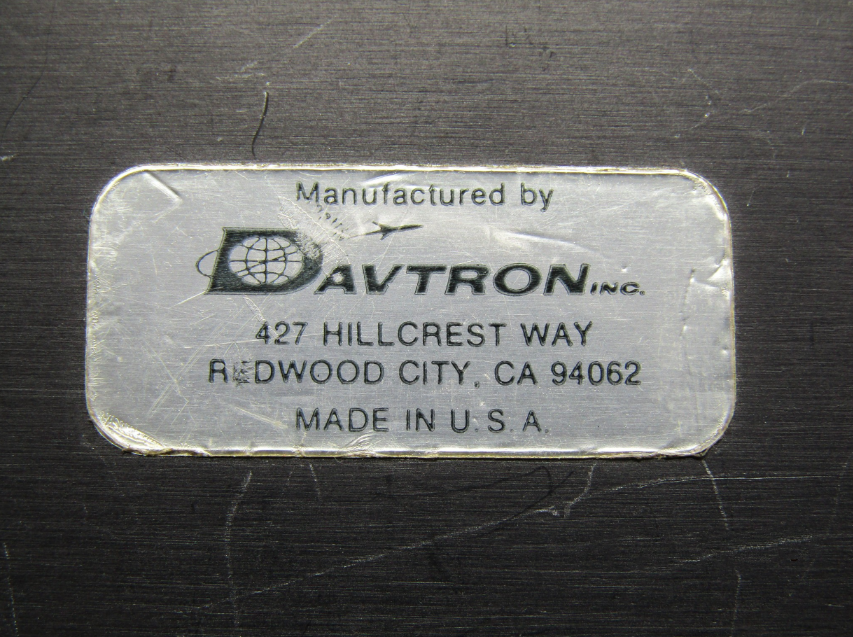 Manufactured by
DAVTRON INC.
427 HILLCREST WAY
REDWOOD CITY, CA 94062
MADE IN U.S.A.